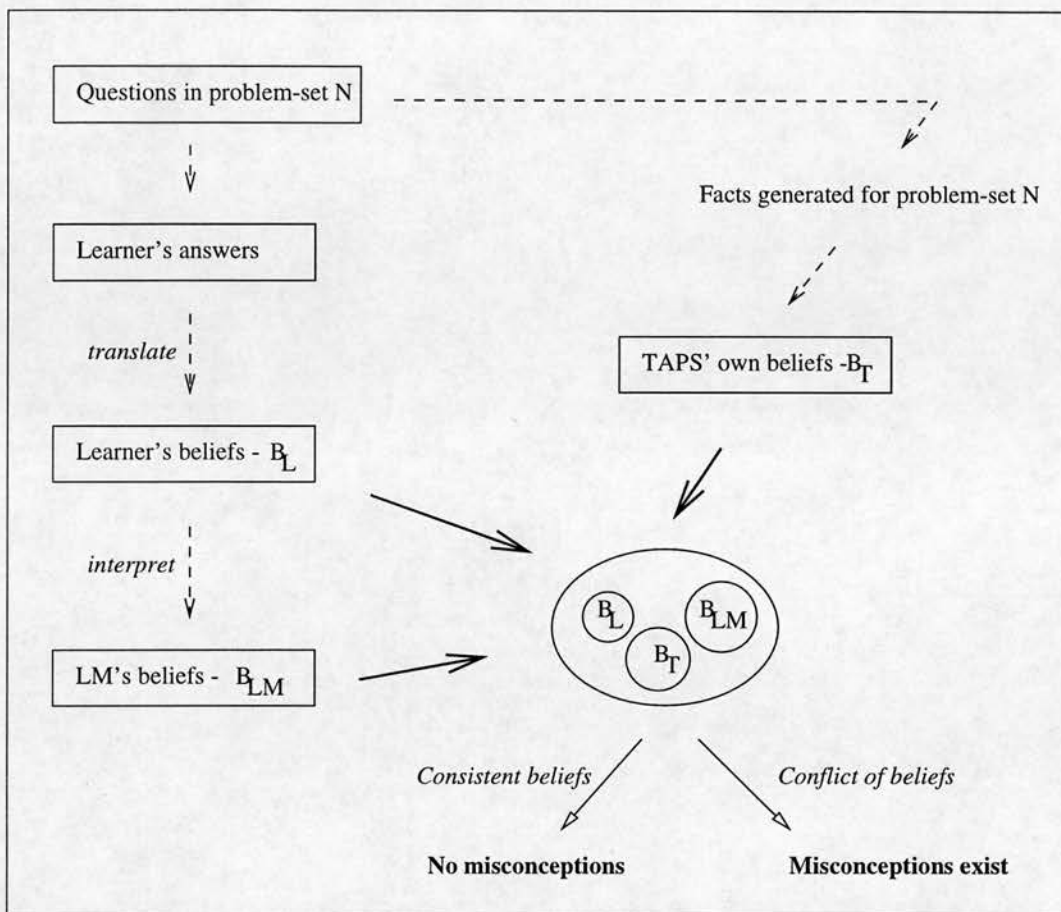 Questions in problem-set N
Facts generated for problem-set N
Learner's answers
translate
TAPS' own beliefs -B_T
Learner's beliefs - B_L
interpret
B_L
B_LM
B_T
LM's beliefs - B_LM
Consistent beliefs
Conflict of beliefs
No misconceptions
Misconceptions exist